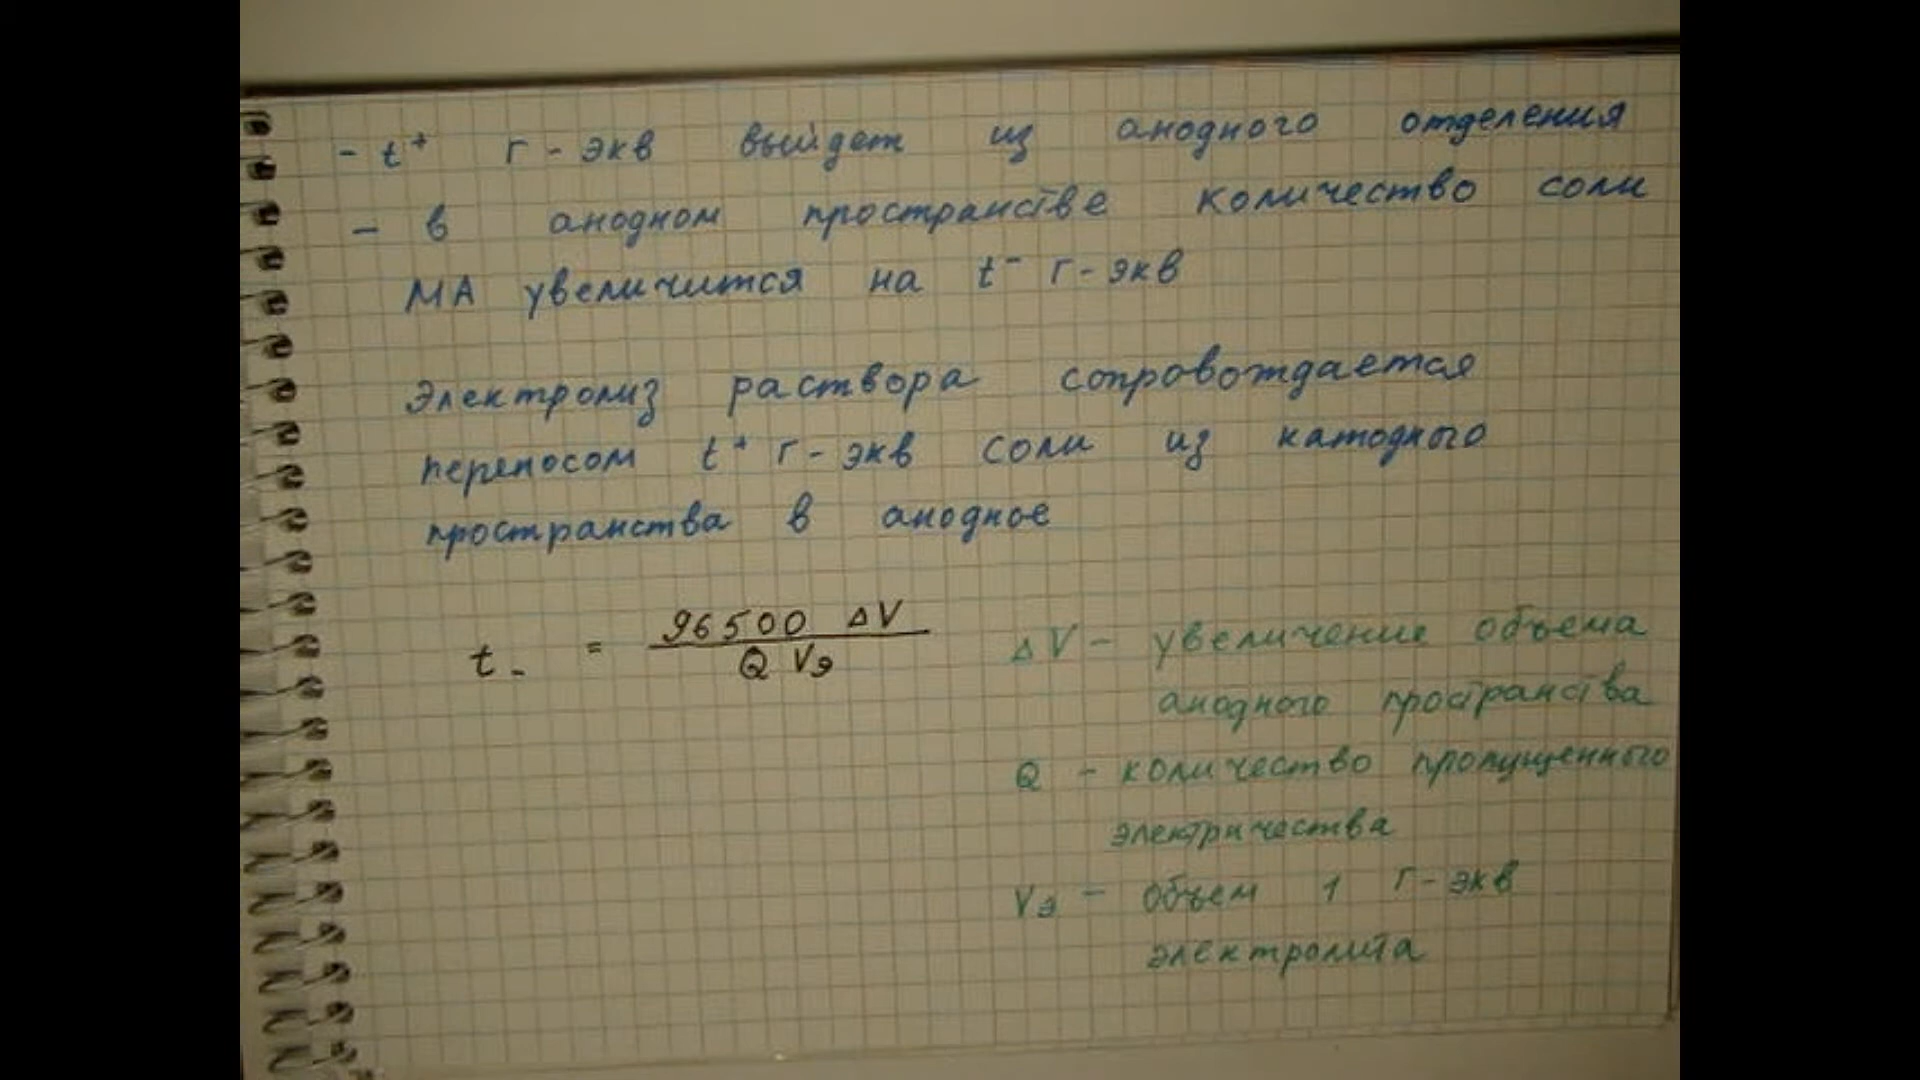 - t⁺ г-экв выйдет из анодного отделения
- в анодном пространстве количество соли
МА увеличится на t⁻ г-экв
Электролиз раствора сопровождается
переносом t⁺ г-экв соли из катодного
пространства в анодное
t₋ = 96500 ΔV / Q Vэ
ΔV - увеличение объема
анодного пространства
Q - количество пропущенного
электричества
Vэ - объем 1 г-экв
электролита